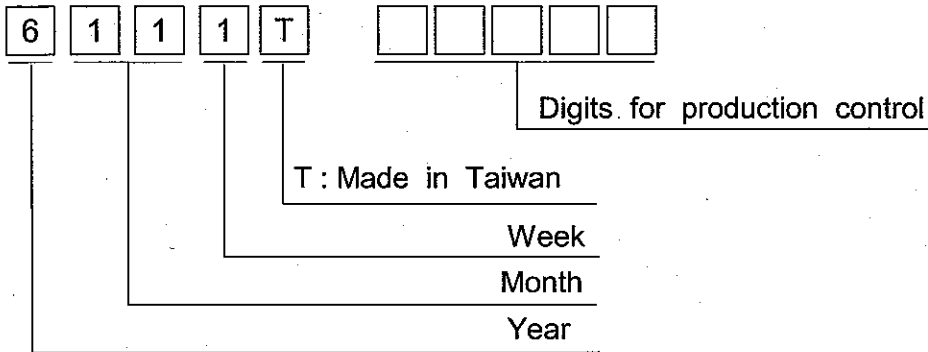 6 1 1 1 T
Digits for production control
T : Made in Taiwan
Week
Month
Year